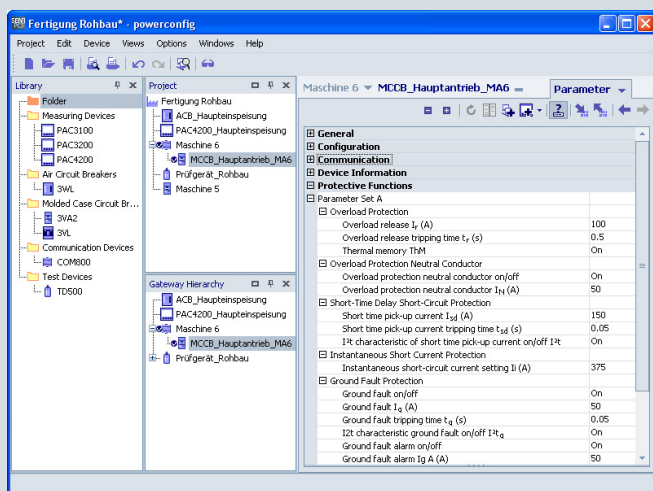 Fertigung Rohbau* - powerconfig
Project Edit Device Views Options Windows Help
Library
Folder
Measuring Devices
PAC3100
PAC3200
PAC4200
Air Circuit Breakers
3WL
Molded Case Circuit Br...
3VA2
3VL
Communication Devices
COM800
Test Devices
TD500
Project
Fertigung Rohbau
ACB_Haupteinspeisung
PAC4200_Haupteinspeisung
Maschine 6
MCCB_Hauptantrieb_MA6
Prüfgerät_Rohbau
Maschine 5
Gateway Hierarchy
ACB_Haupteinspeisung
PAC4200_Haupteinspeisung
Maschine 6
MCCB_Hauptantrieb_MA6
Prüfgerät_Rohbau
Maschine 6 MCCB_Hauptantrieb_MA6 Parameter
General
Configuration
Communication
Device Information
Protective Functions
Parameter Set A
Overload Protection
Overload release Ir (A) 100
Overload release tripping time tr (s) 0.5
Thermal memory ThM On
Overload Protection Neutral Conductor
Overload protection neutral conductor on/off On
Overload protection neutral conductor IN (A) 50
Short-Time Delay Short-Circuit Protection
Short time pick-up current Isd (A) 150
Short time pick-up current tripping time tsd (s) 0.05
I²t characteristic of short time pick-up current on/off I²t On
Instantaneous Short Current Protection
Instantaneous short-circuit current setting Ii (A) 375
Ground Fault Protection
Ground fault on/off On
Ground fault Ig (A) 50
Ground fault tripping time tg (s) 0.05
I2t characteristic ground fault on/off I²tg On
Ground fault alarm on/off On
Ground fault alarm Ig A (A) 50